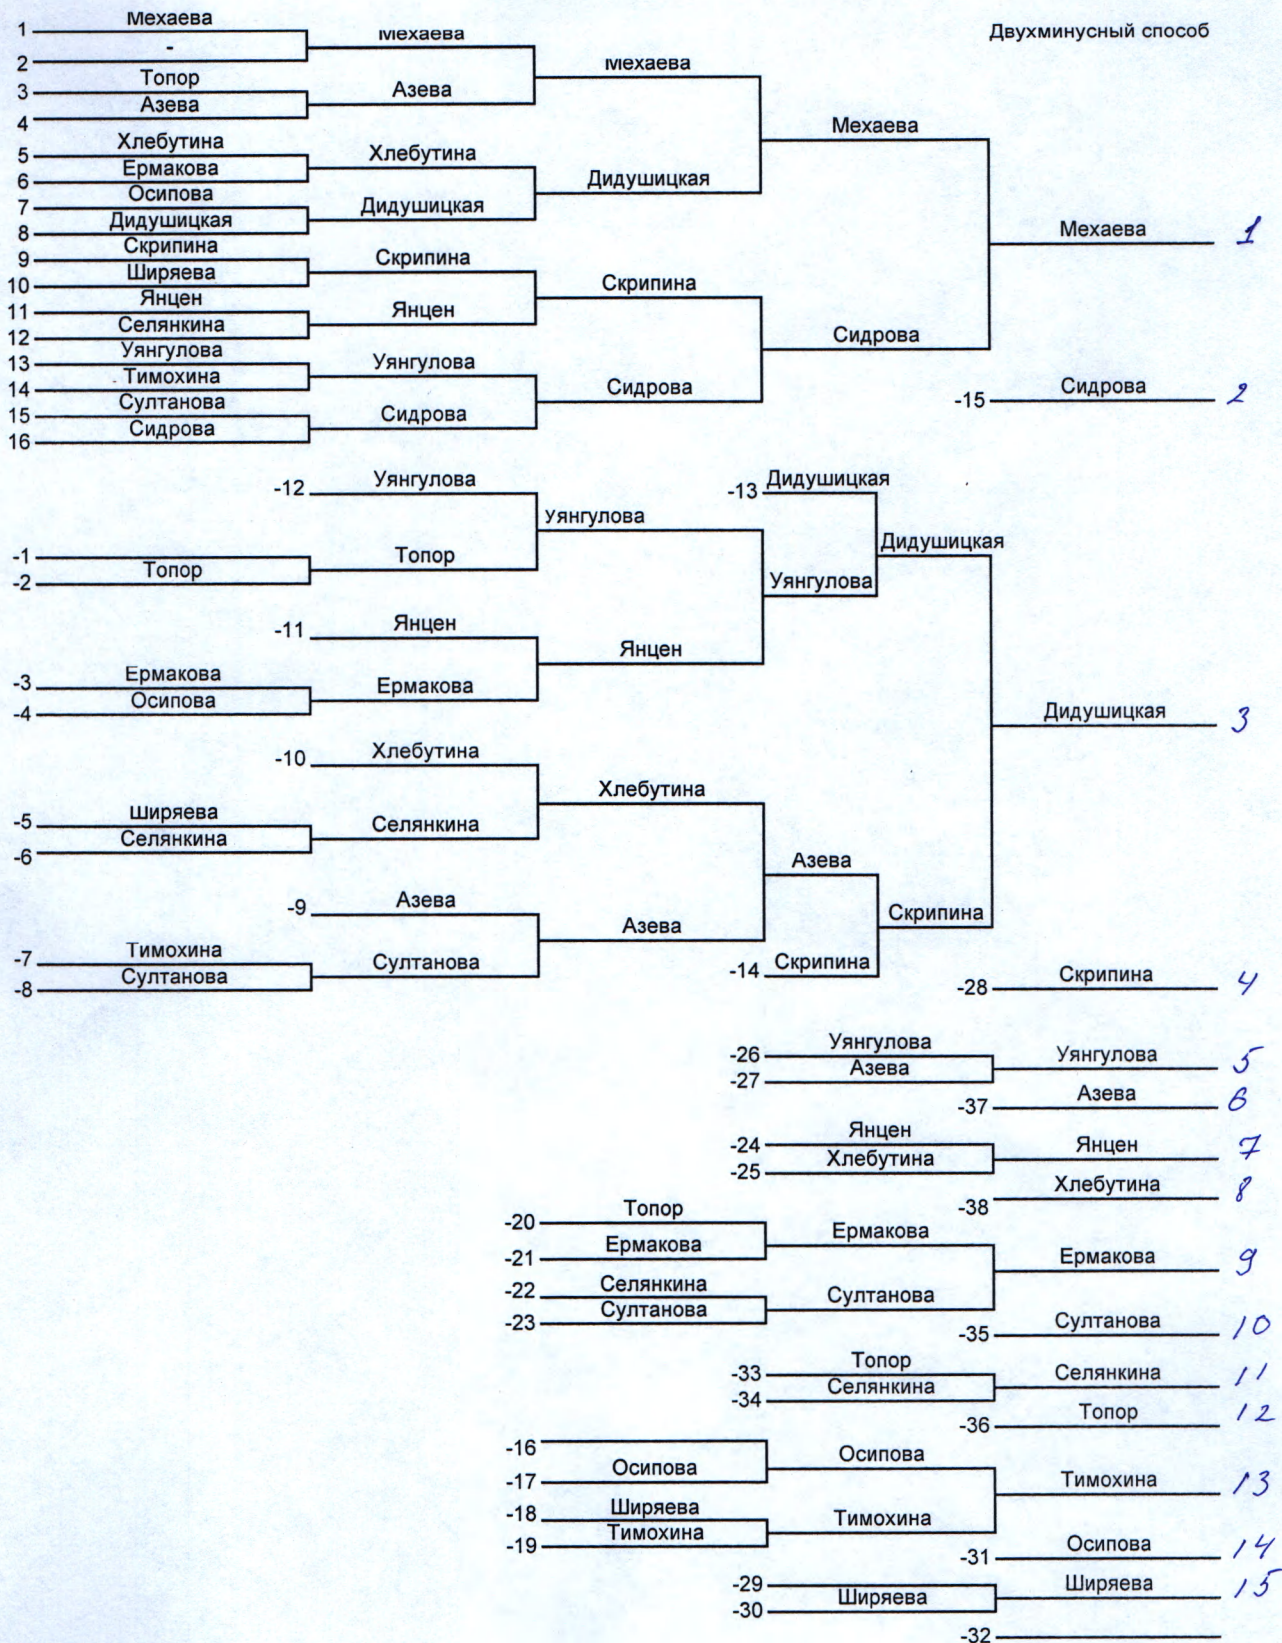 Двухминусный способ
1 Мехаева
2 -
3 Топор
4 Азева
5 Хлебутина
6 Ермакова
7 Осипова
8 Дидушицкая
9 Скрипина
10 Ширяева
11 Янцен
12 Селянкина
13 Уянгулова
14 Тимохина
15 Султанова
16 Сидрова
Мехаева
Азева
Хлебутина
Дидушицкая
Скрипина
Янцен
Уянгулова
Сидрова
Мехаева
Дидушицкая
Скрипина
Сидрова
Мехаева
Сидрова
Мехаева 1
-15 Сидрова 2
-12 Уянгулова
-1
-2 Топор
Топор
Уянгулова
-11 Янцен
-3 Ермакова
-4 Осипова
Ермакова
Янцен
Уянгулова
-13 Дидушицкая
Дидушицкая
-10 Хлебутина
-5 Ширяева
-6 Селянкина
Селянкина
Хлебутина
-9 Азева
-7 Тимохина
-8 Султанова
Султанова
Азева
Азева
-14 Скрипина
Скрипина
Дидушицкая 3
-28 Скрипина 4
-26 Уянгулова
-27 Азева
Уянгулова 5
-37 Азева 6
-24 Янцен
-25 Хлебутина
Янцен 7
-38 Хлебутина 8
-20 Топор
-21 Ермакова
-22 Селянкина
-23 Султанова
Ермакова
Султанова
Ермакова 9
-35 Султанова 10
-33 Топор
-34 Селянкина
Селянкина 11
-36 Топор 12
-16
-17 Осипова
-18 Ширяева
-19 Тимохина
Осипова
Тимохина
Тимохина 13
-31 Осипова 14
-29
-30 Ширяева
Ширяева 15
-32